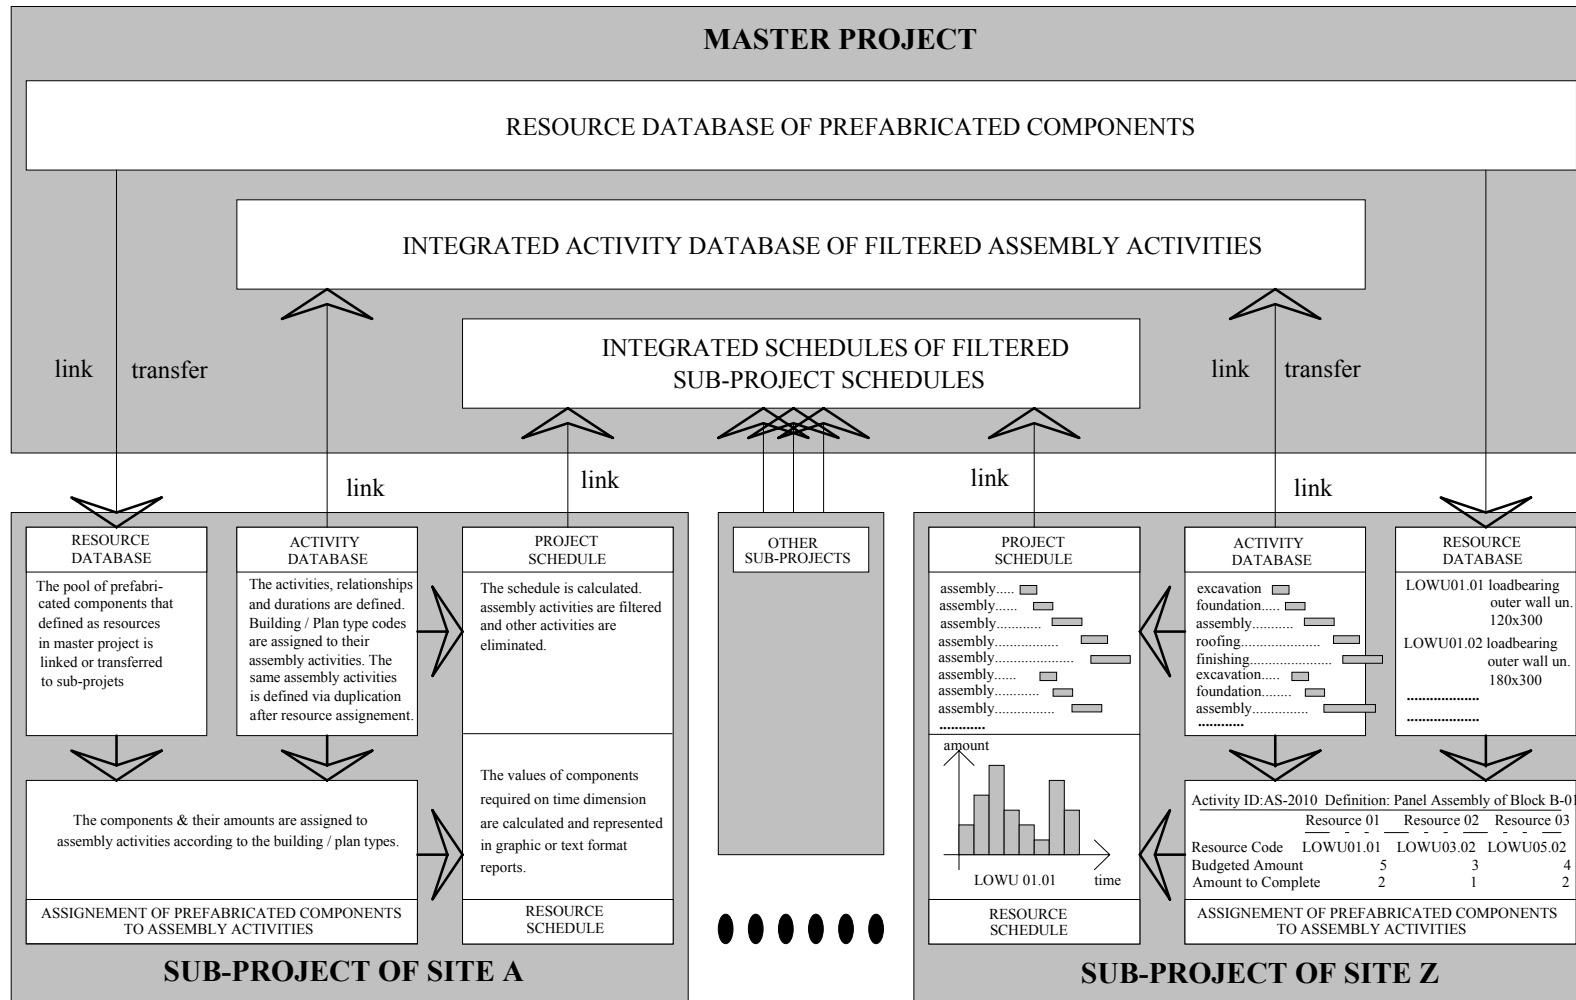 MASTER PROJECT
RESOURCE DATABASE OF PREFABRICATED COMPONENTS
INTEGRATED ACTIVITY DATABASE OF FILTERED ASSEMBLY ACTIVITIES
INTEGRATED SCHEDULES OF FILTERED
SUB-PROJECT SCHEDULES
link
transfer
link
transfer
link
link
link
link
RESOURCE
DATABASE
The pool of prefabri-
cated components that
defined as resources
in master project is
linked or transferred
to sub-projets
ACTIVITY
DATABASE
The activities, relationships
and durations are defined.
Building / Plan type codes
are assigned to their
assembly activities. The
same assembly activities
is defined via duplication
after resource assignement.
PROJECT
SCHEDULE
The schedule is calculated.
assembly activities are filtered
and other activities are
eliminated.
The components & their amounts are assigned to
assembly activities according to the building / plan types.
ASSIGNEMENT OF PREFABRICATED COMPONENTS
TO ASSEMBLY ACTIVITIES
The values of components
required on time dimension
are calculated and represented
in graphic or text format
reports.
RESOURCE
SCHEDULE
SUB-PROJECT OF SITE A
OTHER
SUB-PROJECTS
PROJECT
SCHEDULE
assembly.....
assembly......
assembly............
assembly...................
assembly......................
assembly........
assembly............
assembly................
............
amount
LOWU 01.01
time
RESOURCE
SCHEDULE
ACTIVITY
DATABASE
excavation
foundation.....
assembly............
roofing.......................
finishing.......................
excavation.....
foundation........
assembly...............
............
RESOURCE
DATABASE
LOWU01.01 loadbearing
outer wall un.
120x300
LOWU01.02 loadbearing
outer wall un.
180x300
...................
...................
Activity ID:AS-2010 Definition: Panel Assembly of Block B-01
Resource 01 Resource 02 Resource 03
Resource Code LOWU01.01 LOWU03.02 LOWU05.02
Budgeted Amount 5 3 4
Amount to Complete 2 1 2
ASSIGNEMENT OF PREFABRICATED COMPONENTS
TO ASSEMBLY ACTIVITIES
SUB-PROJECT OF SITE Z